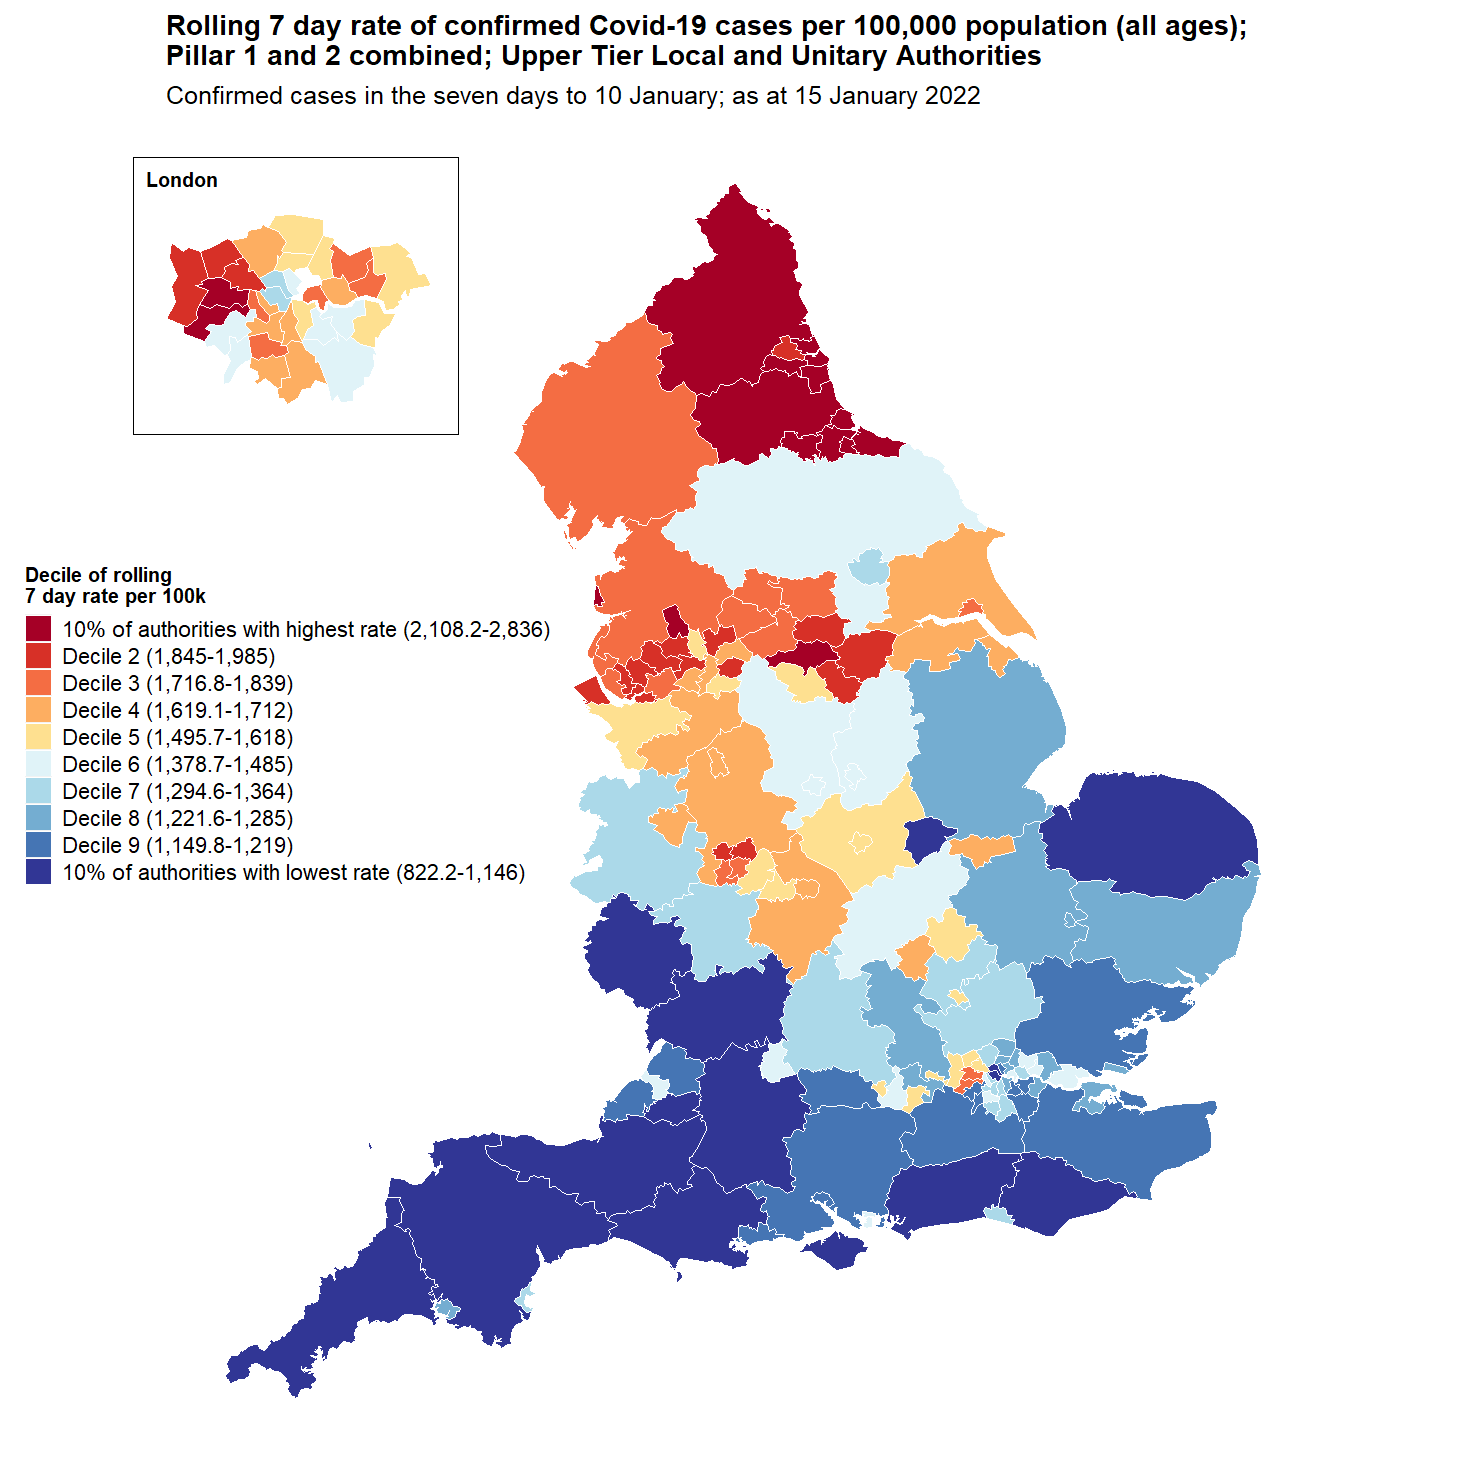 Rolling 7 day rate of confirmed Covid-19 cases per 100,000 population (all ages);
Pillar 1 and 2 combined; Upper Tier Local and Unitary Authorities
Confirmed cases in the seven days to 10 January; as at 15 January 2022
London
Decile of rolling
7 day rate per 100k
10% of authorities with highest rate (2,108.2-2,836)
Decile 2 (1,845-1,985)
Decile 3 (1,716.8-1,839)
Decile 4 (1,619.1-1,712)
Decile 5 (1,495.7-1,618)
Decile 6 (1,378.7-1,485)
Decile 7 (1,294.6-1,364)
Decile 8 (1,221.6-1,285)
Decile 9 (1,149.8-1,219)
10% of authorities with lowest rate (822.2-1,146)